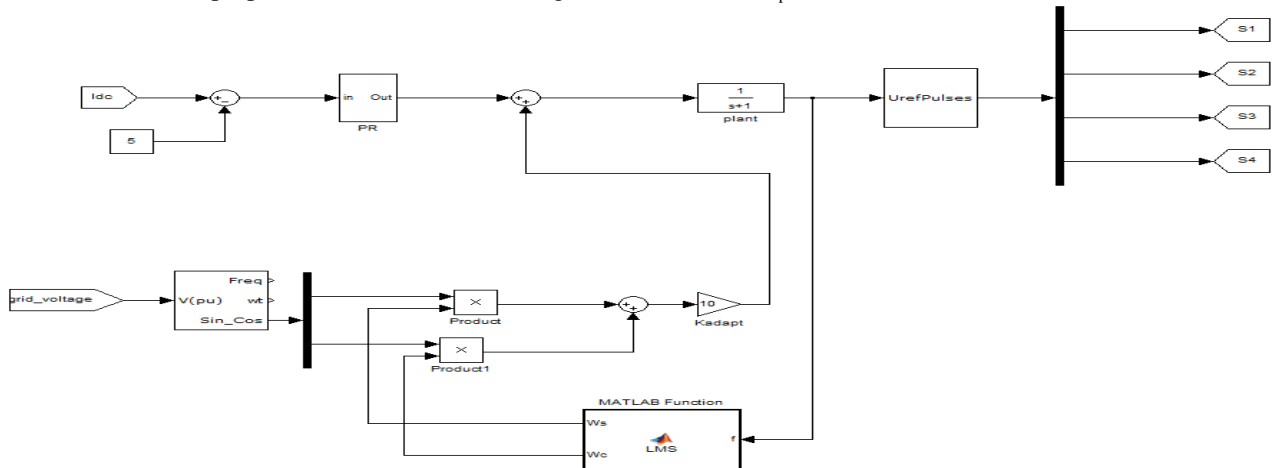 p
S1
S2
S3
S4
Idc
5
in Out
PR
1
s+1
plant
UrefPulses
grid_voltage
V(pu)
Freq
wt
Sin_Cos
Product
Product1
10
Kadapt
MATLAB Function
Ws
Wc
LMS
f